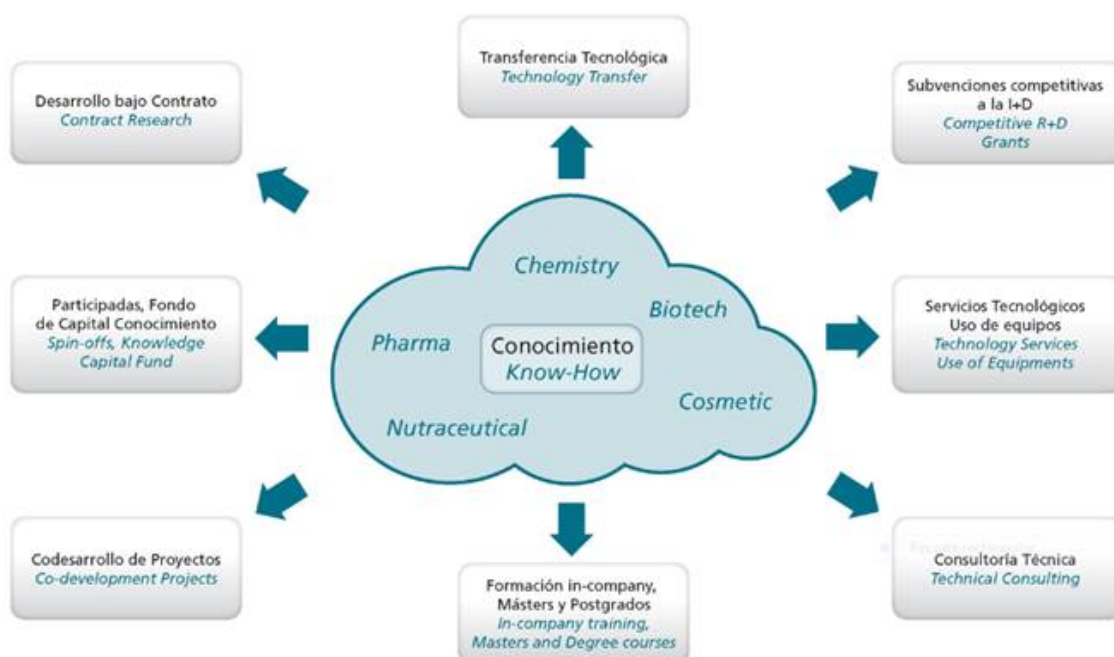 Transferencia Tecnológica
Technology Transfer
Desarrollo bajo Contrato
Contract Research
Subvenciones competitivas
a la I+D
Competitive R+D
Grants
Chemistry
Biotech
Pharma
Conocimiento
Know-How
Cosmetic
Nutraceutical
Participadas, Fondo
de Capital Conocimiento
Spin-offs, Knowledge
Capital Fund
Servicios Tecnológicos
Uso de equipos
Technology Services
Use of Equipments
Codesarrollo de Proyectos
Co-development Projects
Formación in-company,
Másters y Postgrados
In-company training,
Masters and Degree courses
Consultoría Técnica
Technical Consulting